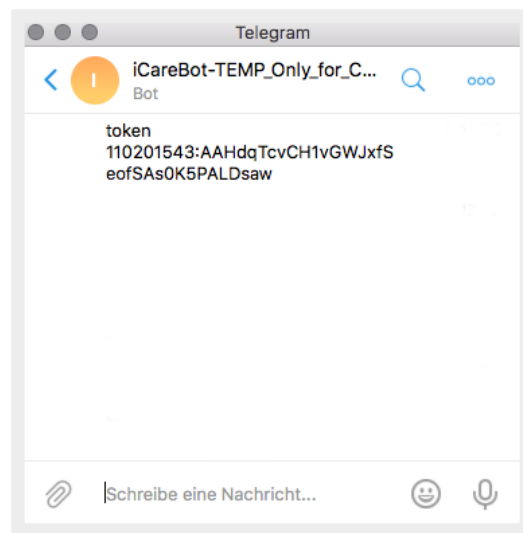 Telegram
iCareBot-TEMP_Only_for_C...
I
Bot
token
110201543:AAHdqTcvCH1vGWJxfS
eofSAs0K5PALDsaw
Schreibe eine Nachricht...